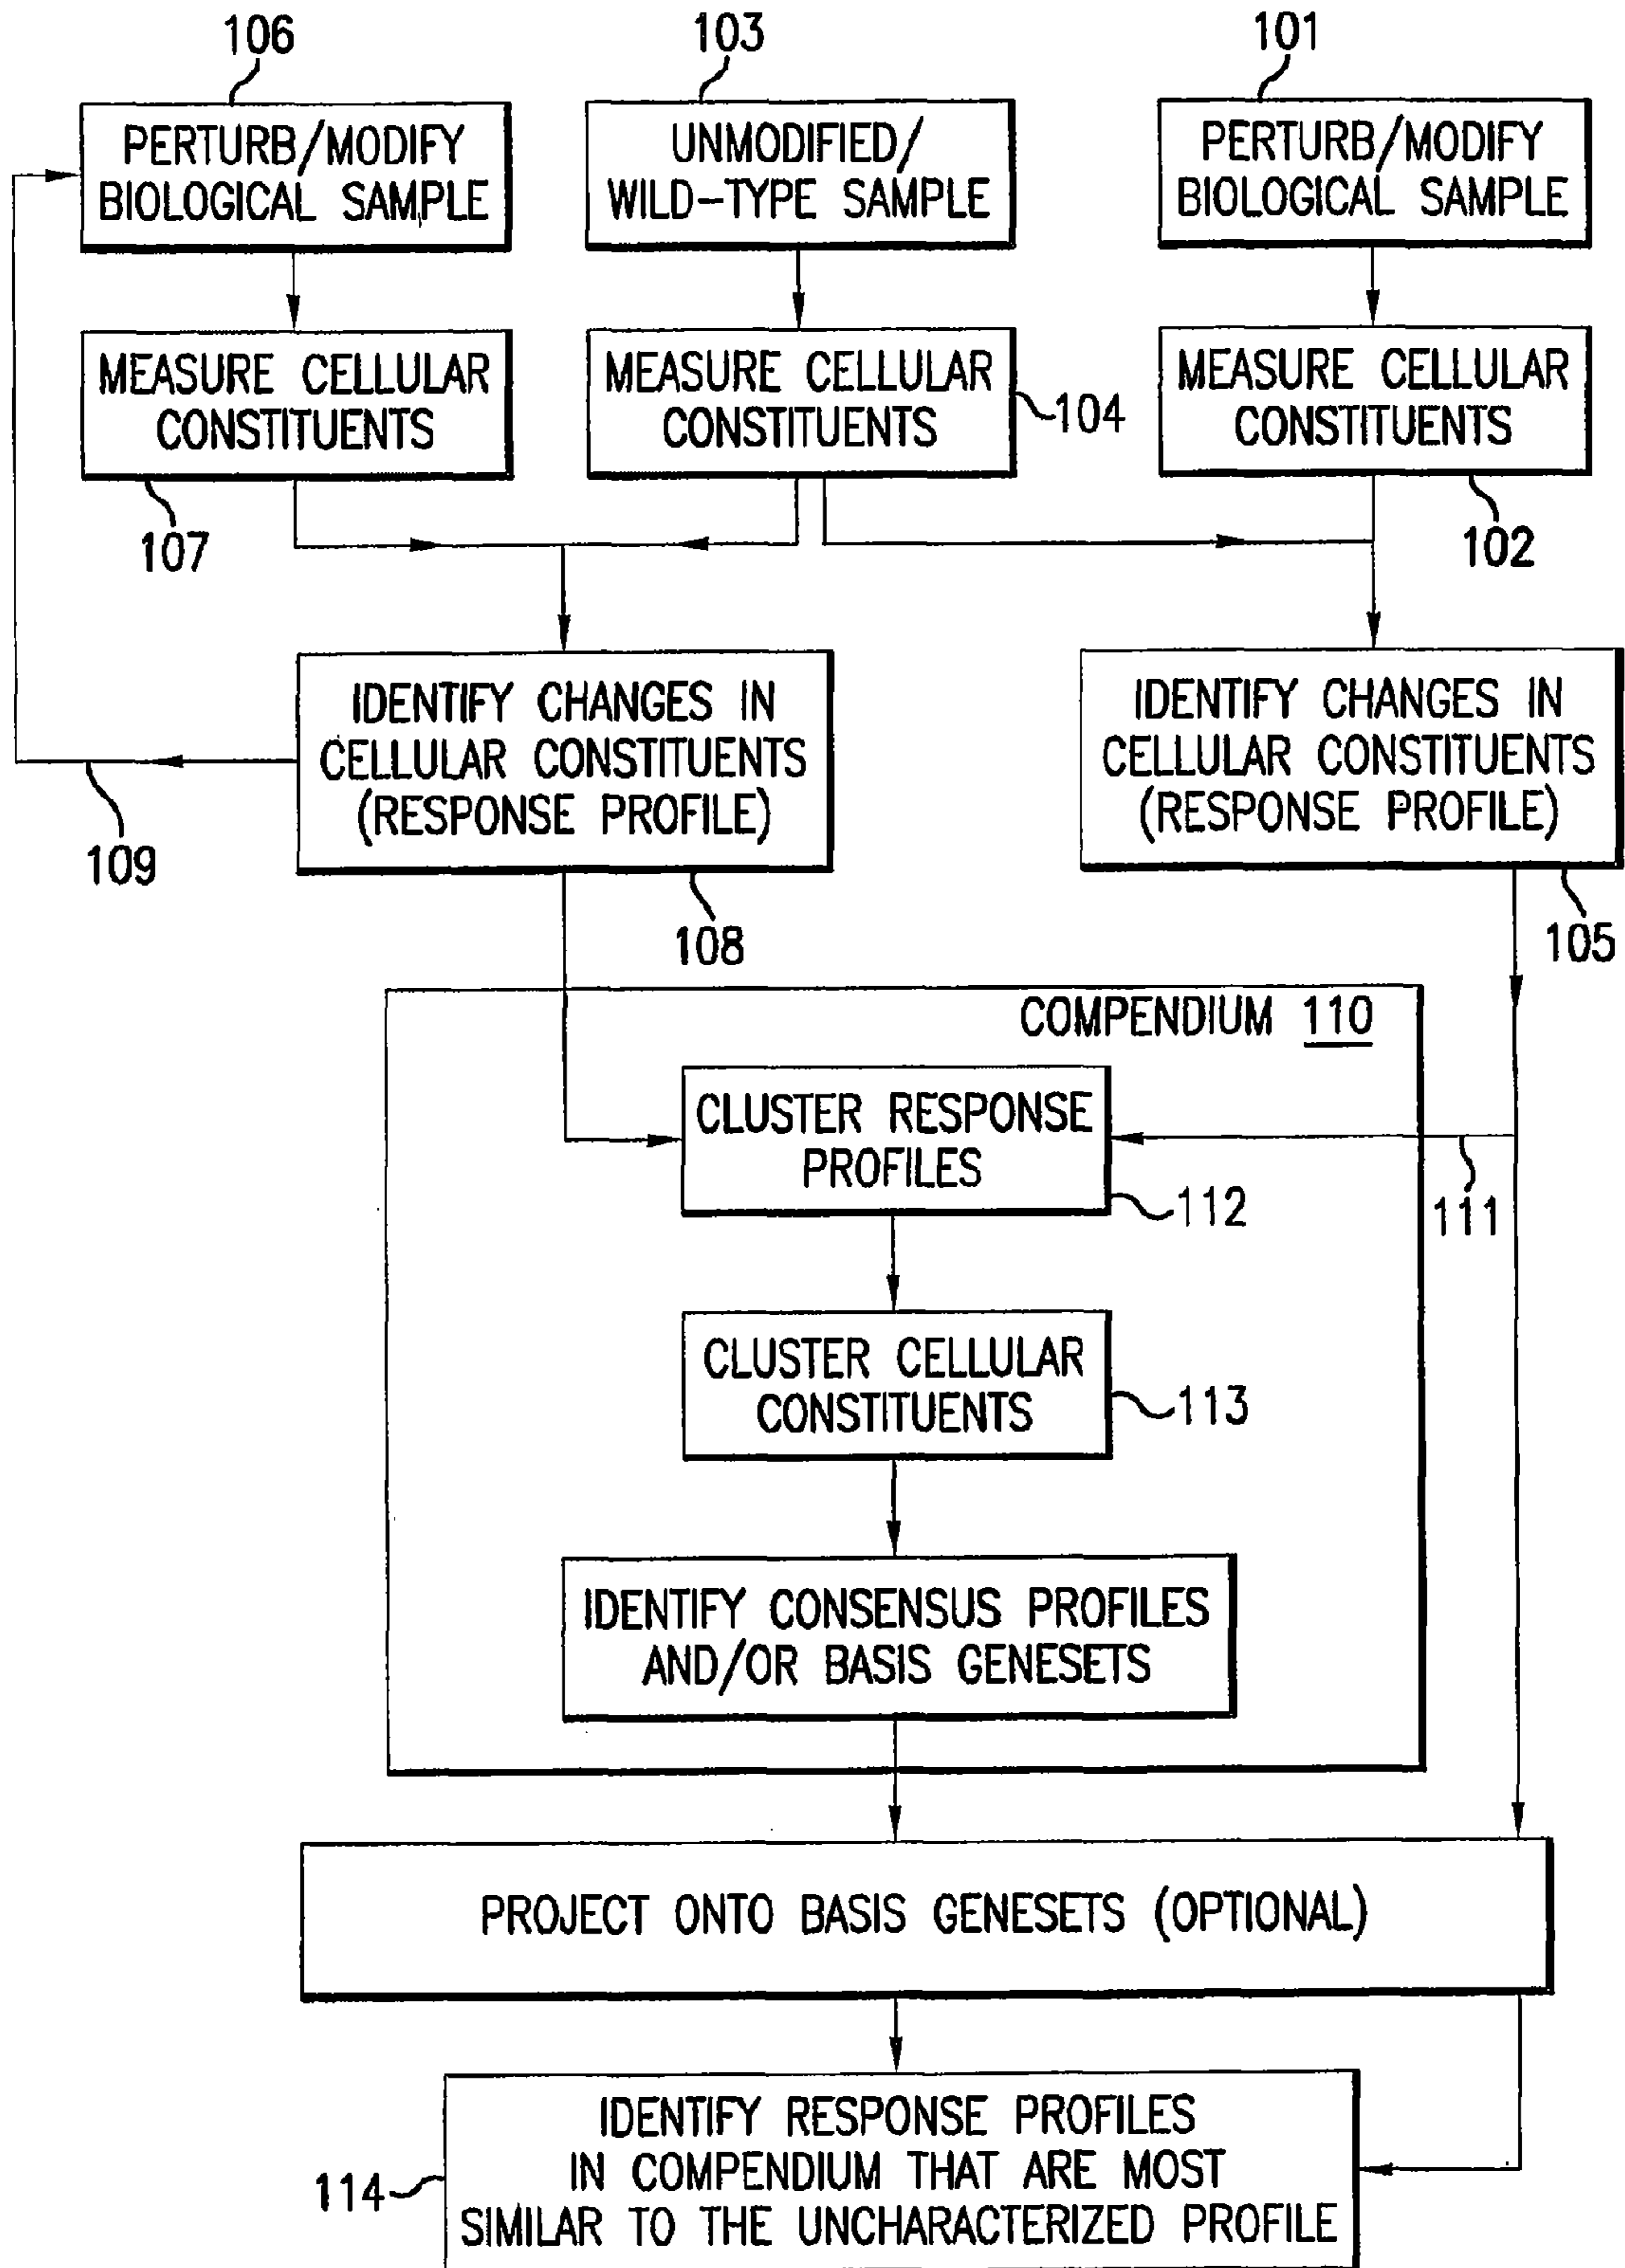 106
103
101
PERTURB/MODIFY
BIOLOGICAL SAMPLE
UNMODIFIED/
WILD-TYPE SAMPLE
PERTURB/MODIFY
BIOLOGICAL SAMPLE
MEASURE CELLULAR
CONSTITUENTS
MEASURE CELLULAR
CONSTITUENTS
104
MEASURE CELLULAR
CONSTITUENTS
107
102
IDENTIFY CHANGES IN
CELLULAR CONSTITUENTS
(RESPONSE PROFILE)
IDENTIFY CHANGES IN
CELLULAR CONSTITUENTS
(RESPONSE PROFILE)
109
108
105
COMPENDIUM 110
CLUSTER RESPONSE
PROFILES
112
111
CLUSTER CELLULAR
CONSTITUENTS
113
IDENTIFY CONSENSUS PROFILES
AND/OR BASIS GENESETS
PROJECT ONTO BASIS GENESETS (OPTIONAL)
IDENTIFY RESPONSE PROFILES
IN COMPENDIUM THAT ARE MOST
SIMILAR TO THE UNCHARACTERIZED PROFILE
114